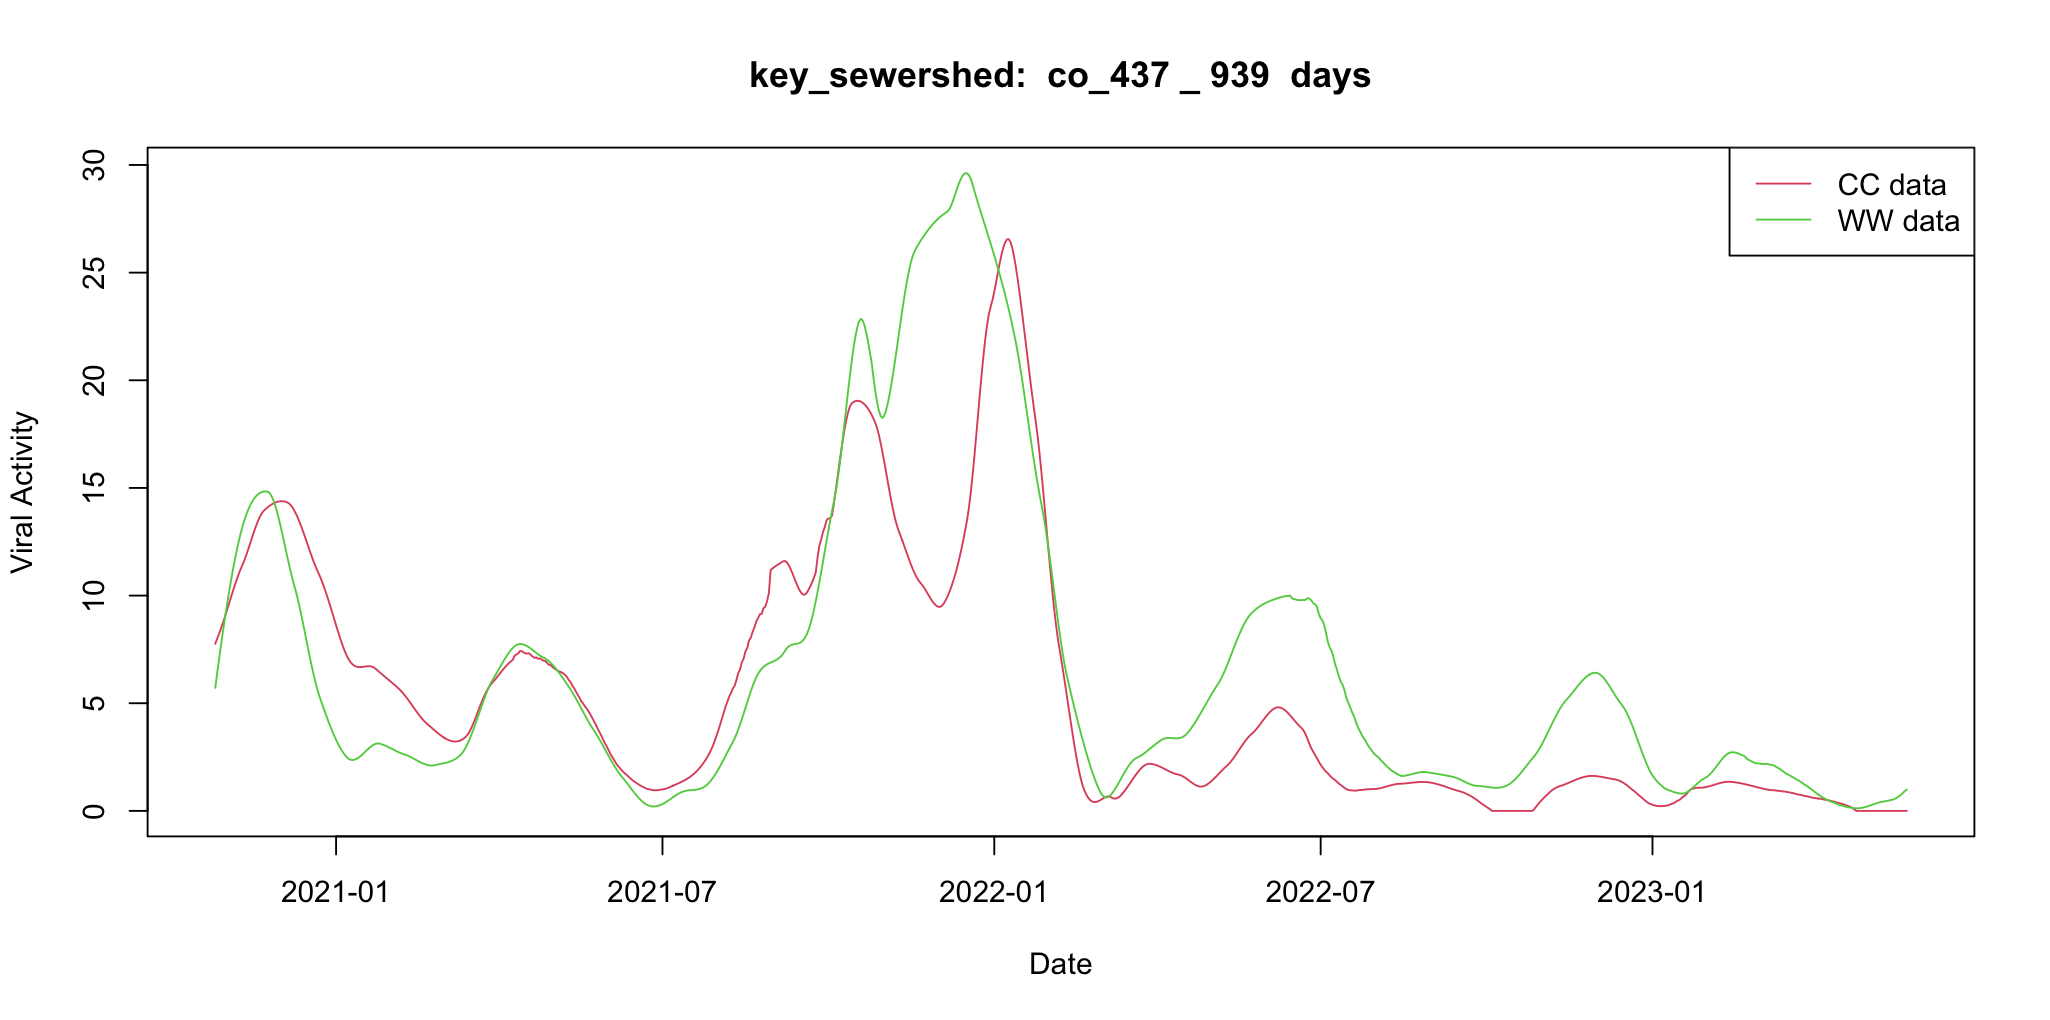 key_sewershed:  co_437 _ 939  days
CC data
WW data
Viral Activity
30
25
20
15
10
5
0
2021-01
2021-07
2022-01
2022-07
2023-01
Date